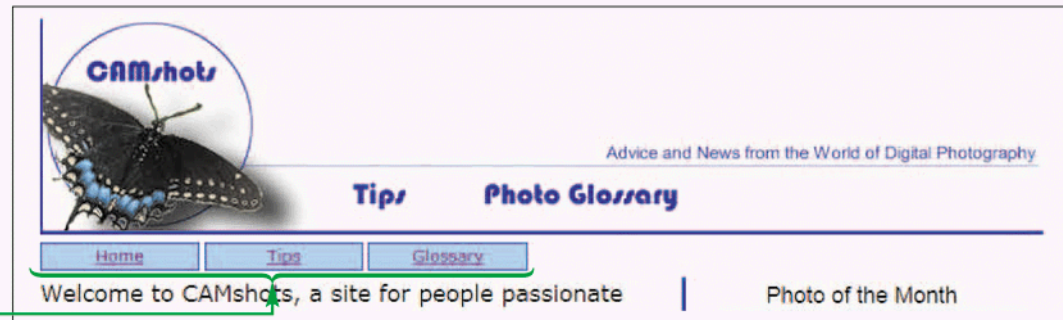 CAMshots
Advice and News from the World of Digital Photography
Tips Photo Glossary
Home Tips Glossary
Welcome to CAMshots, a site for people passionate
Photo of the Month